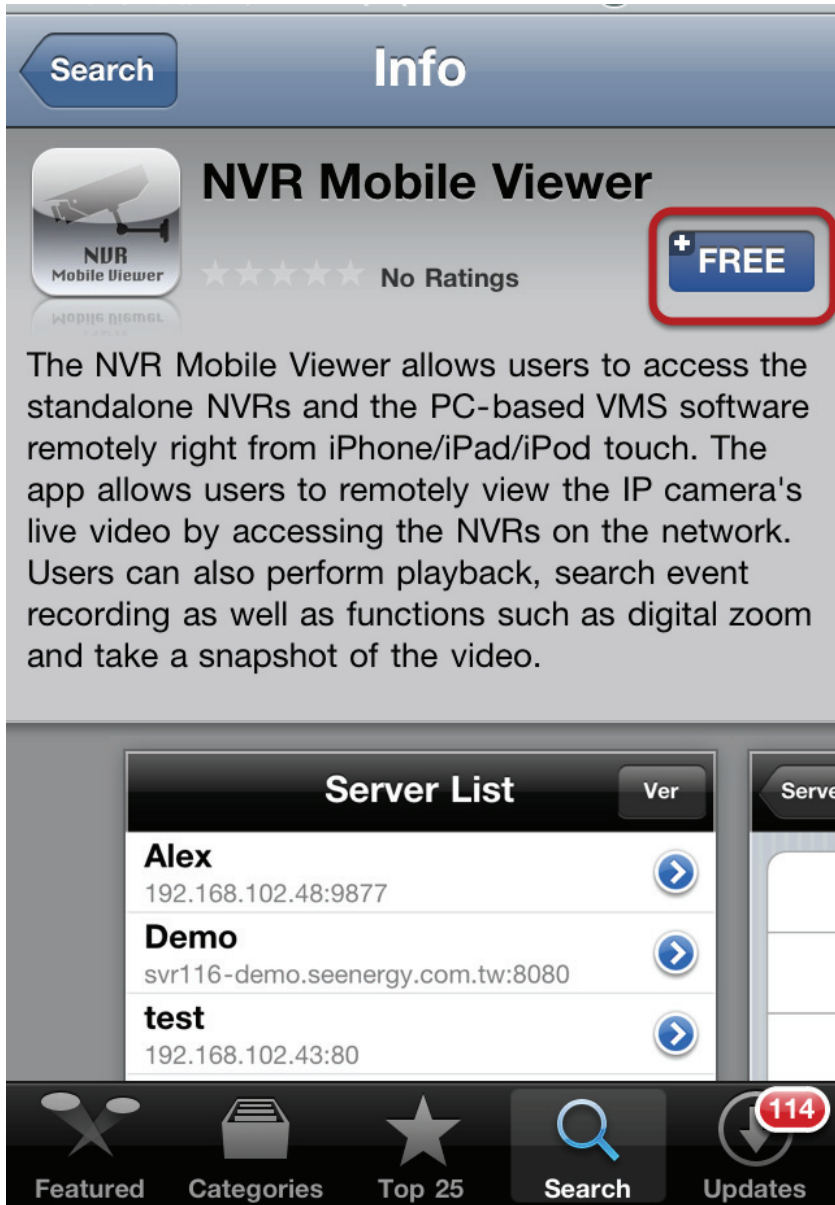 Search
Info
NVR Mobile Viewer
NVR
Mobile Viewer
No Ratings
FREE
The NVR Mobile Viewer allows users to access the
standalone NVRs and the PC-based VMS software
remotely right from iPhone/iPad/iPod touch. The
app allows users to remotely view the IP camera's
live video by accessing the NVRs on the network.
Users can also perform playback, search event
recording as well as functions such as digital zoom
and take a snapshot of the video.
Server List
Ver
Serve
Alex
192.168.102.48:9877
Demo
svr116-demo.seenergy.com.tw:8080
test
192.168.102.43:80
114
Featured
Categories
Top 25
Search
Updates